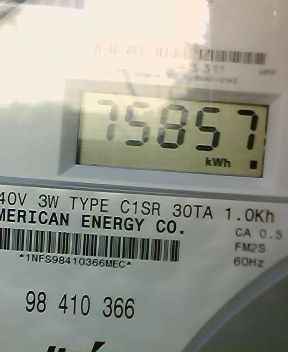 75857
kWh
40V 3W TYPE C1SR 30TA 1.0Kh
MERICAN ENERGY CO.
CA 0.5
FM2S
*1NFS98410366MEC*
60Hz
98 410 366